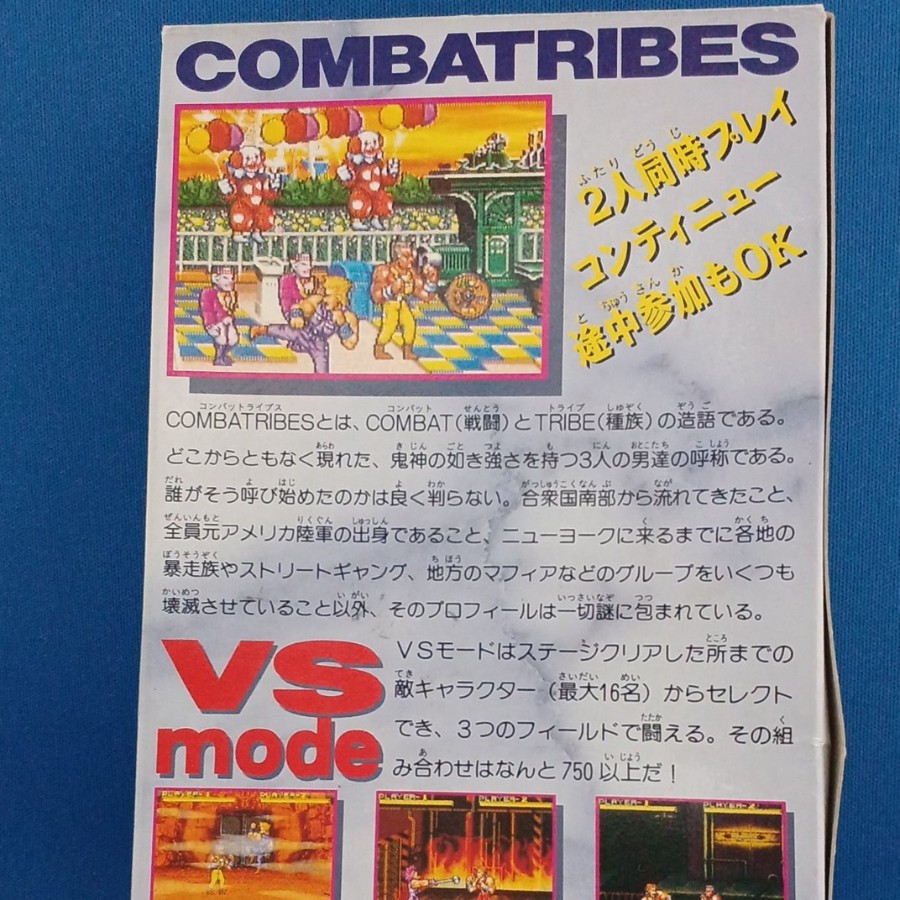 COMBATRIBES
2人同時プレイ
コンティニュー
途中参加もOK
COMBATRIBESとは、COMBAT(戦闘)とTRIBE(種族)の造語である。
どこからともなく現れた、鬼神の如き強さを持つ3人の男達の呼称である。
誰がそう呼び始めたのかは良く判らない。合衆国南部から流れてきたこと、
全員元アメリカ陸軍の出身であること、ニューヨークに来るまでに各地の
暴走族やストリートギャング、地方のマフィアなどのグループをいくつも
壊滅させていること以外、そのプロフィールは一切謎に包まれている。
VS
mode
VSモードはステージクリアした所までの
敵キャラクター(最大16名)からセレクト
でき、3つのフィールドで闘える。その組
み合わせはなんと750以上だ!
PLAYER-1 PLAYER-2
PLAYER-1 PLAYER-2
PLAYER-1 PLAYER-2